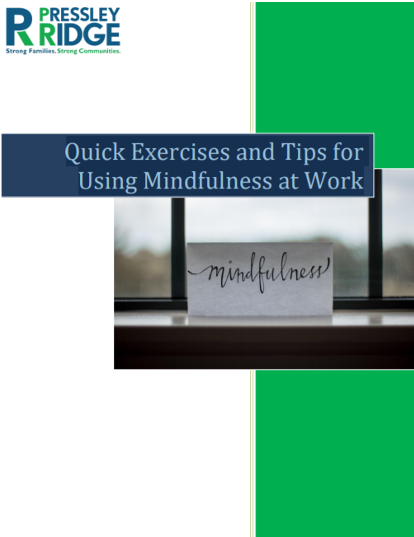 PRESSLEY
RIDGE
Strong Families. Strong Communities.
Quick Exercises and Tips for
Using Mindfulness at Work
mindfulness